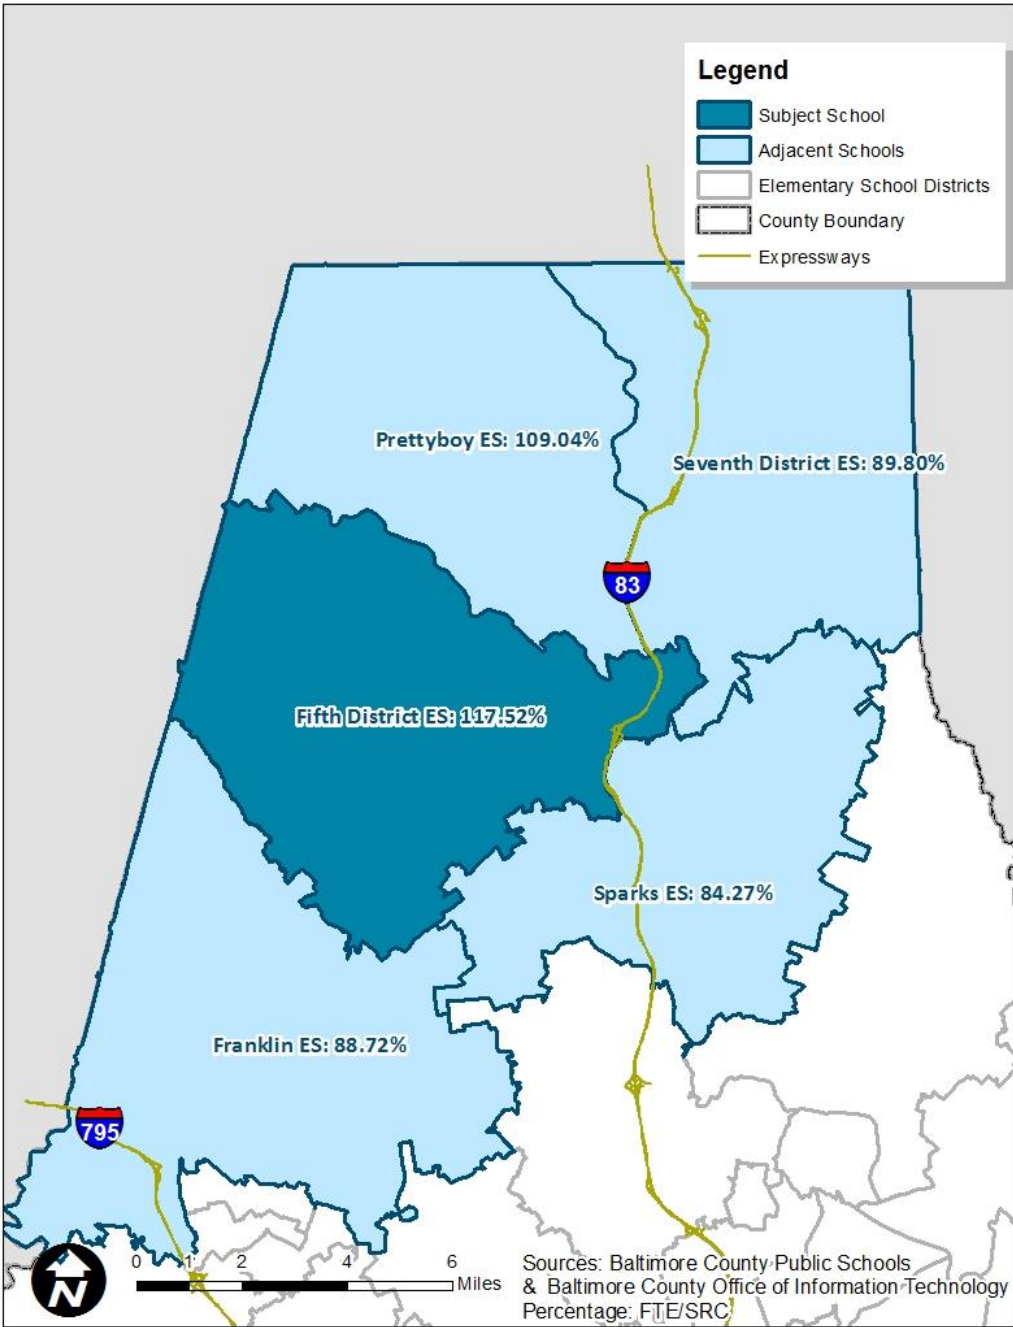 Legend
Subject School
Adjacent Schools
Elementary School Districts
County Boundary
Expressways
Prettyboy ES: 109.04%
Seventh District ES: 89.80%
83
Fifth District ES: 117.52%
Sparks ES: 84.27%
Franklin ES: 88.72%
795
N
0 1 2 4 6
Miles
Sources: Baltimore County Public Schools
& Baltimore County Office of Information Technology
Percentage: FTE/SRC